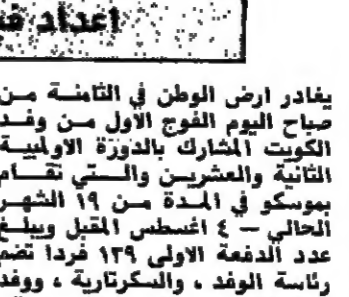 اعداد
يغادر ارض الوطن في الثامنة من
صباح اليوم الفوج الاول من وفد
الكويت المشارك بالدورة الاولمبية
الثانية والعشرين والتي تقام
بموسكو في المدة من ١٩ الشهر
الحالي — ٤ اغسطس المقبل ويبلغ
عدد الدفعة الاولى ١٣٩ فردا تضم
رئاسة الوفد ، والسكرتارية ، ووفد